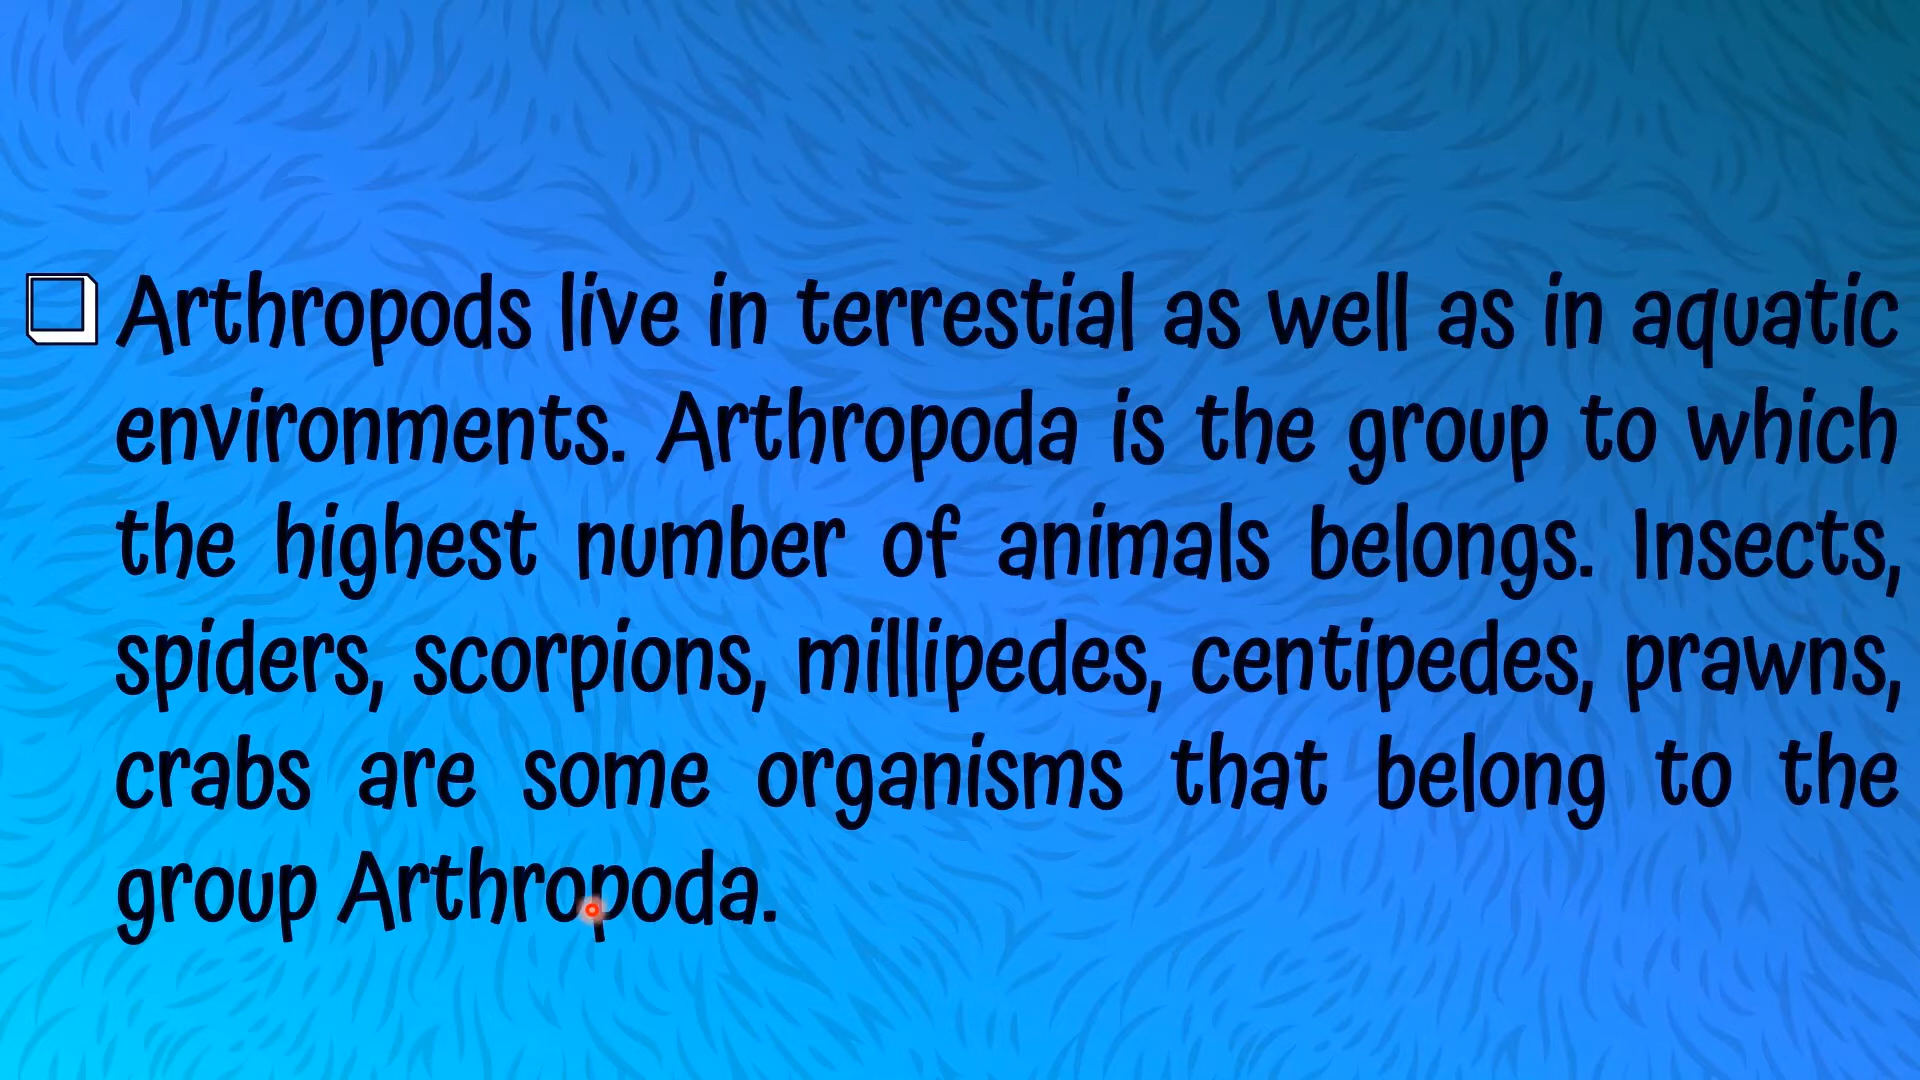 Arthropods live in terrestial as well as in aquatic
environments. Arthropoda is the group to which
the highest number of animals belongs. Insects,
spiders, scorpions, millipedes, centipedes, prawns,
crabs are some organisms that belong to the
group Arthropoda.